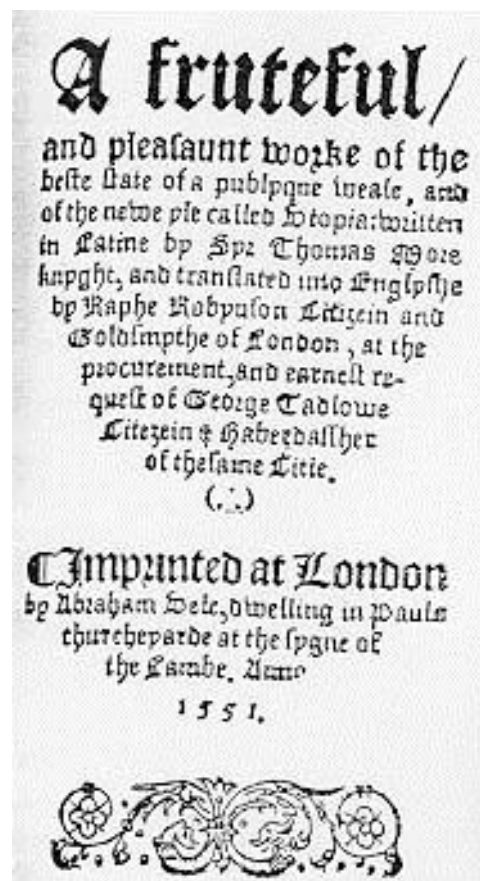 A fruteful/
and pleasaunt worke of the
beste state of a publyque weale, and
of the newe yle called Utopia: written
in Latine by Syr Thomas More
knyght, and translated into Englyshe
by Raphe Robynson Citizein and
Goldsmythe of London, at the
procurement, and earnest re-
quest of George Tadlowe
Citezein & Haberdassher
of thesame Citie.
(.·.)
¶Imprinted at London
by Abraham Vele, dwelling in Pauls
churcheyarde at the sygne of
the Lambe. Anno
1551.